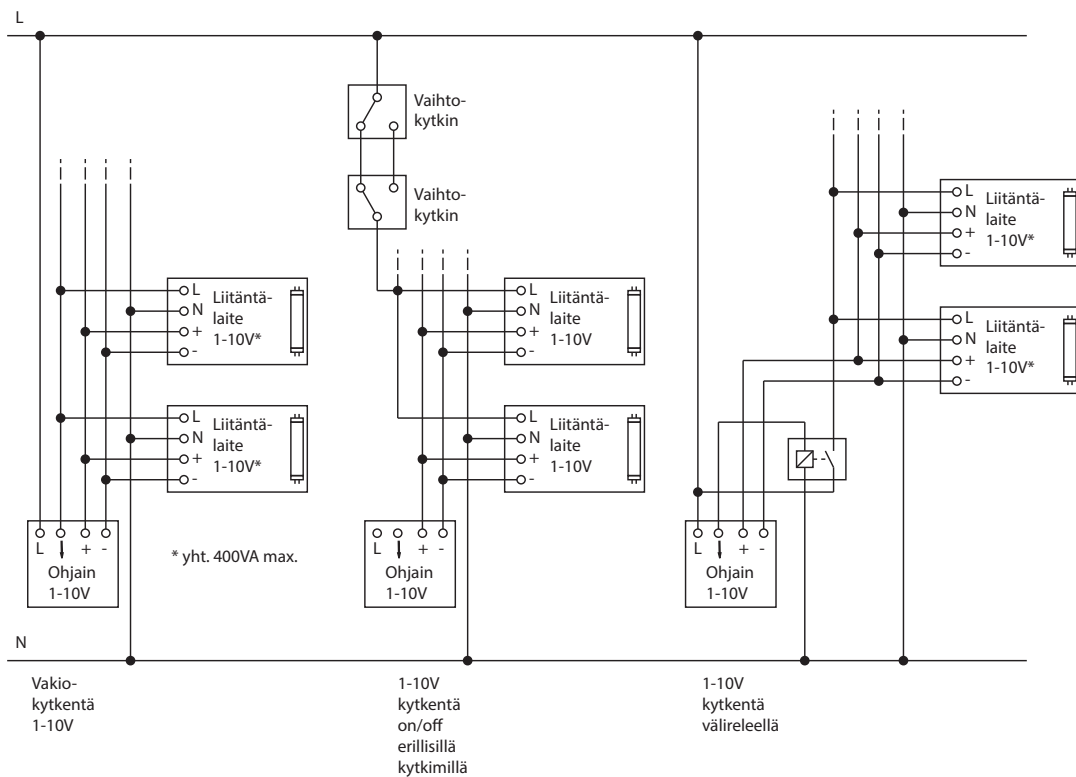 L
Vaihto-
kytkin
Vaihto-
kytkin
L
N
+
-
Liitäntä-
laite
1-10V*
L
N
+
-
Liitäntä-
laite
1-10V*
L
+
-
Ohjain
1-10V
* yht. 400VA max.
L
N
+
-
Liitäntä-
laite
1-10V
L
N
+
-
Liitäntä-
laite
1-10V
L
+
-
Ohjain
1-10V
L
N
+
-
Liitäntä-
laite
1-10V*
L
N
+
-
Liitäntä-
laite
1-10V*
L
+
-
Ohjain
1-10V
N
Vakio-
kytkentä
1-10V
1-10V
kytkentä
on/off
erillisillä
kytkimillä
1-10V
kytkentä
välireleellä